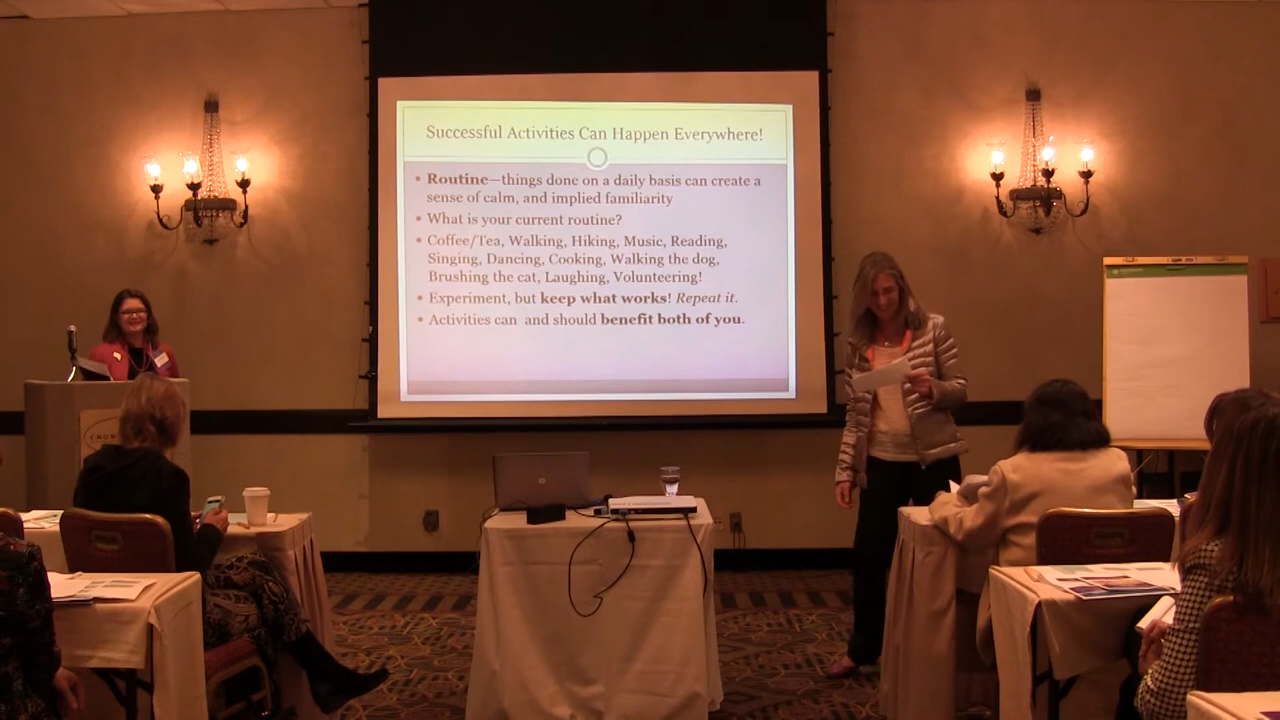 Successful Activities Can Happen Everywhere!
• Routine—things done on a daily basis can create a
sense of calm, and implied familiarity
• What is your current routine?
• Coffee/Tea, Walking, Hiking, Music, Reading,
Singing, Dancing, Cooking, Walking the dog,
Brushing the cat, Laughing, Volunteering!
• Experiment, but keep what works! Repeat it.
• Activities can and should benefit both of you.